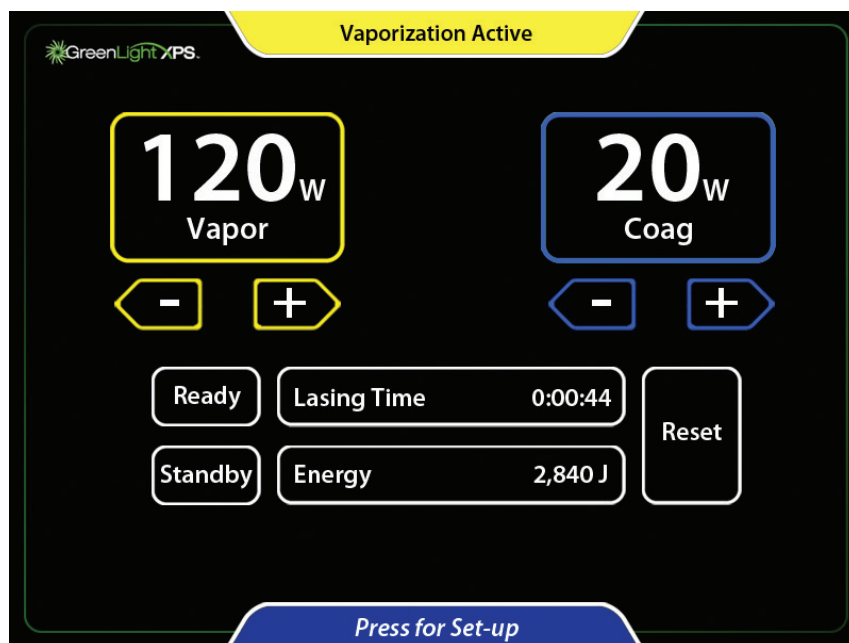 Vaporization Active
GreenLight XPS™
120W
Vapor
20W
Coag
- +
- +
Ready
Lasing Time 0:00:44
Reset
Standby
Energy 2,840 J
Press for Set-up